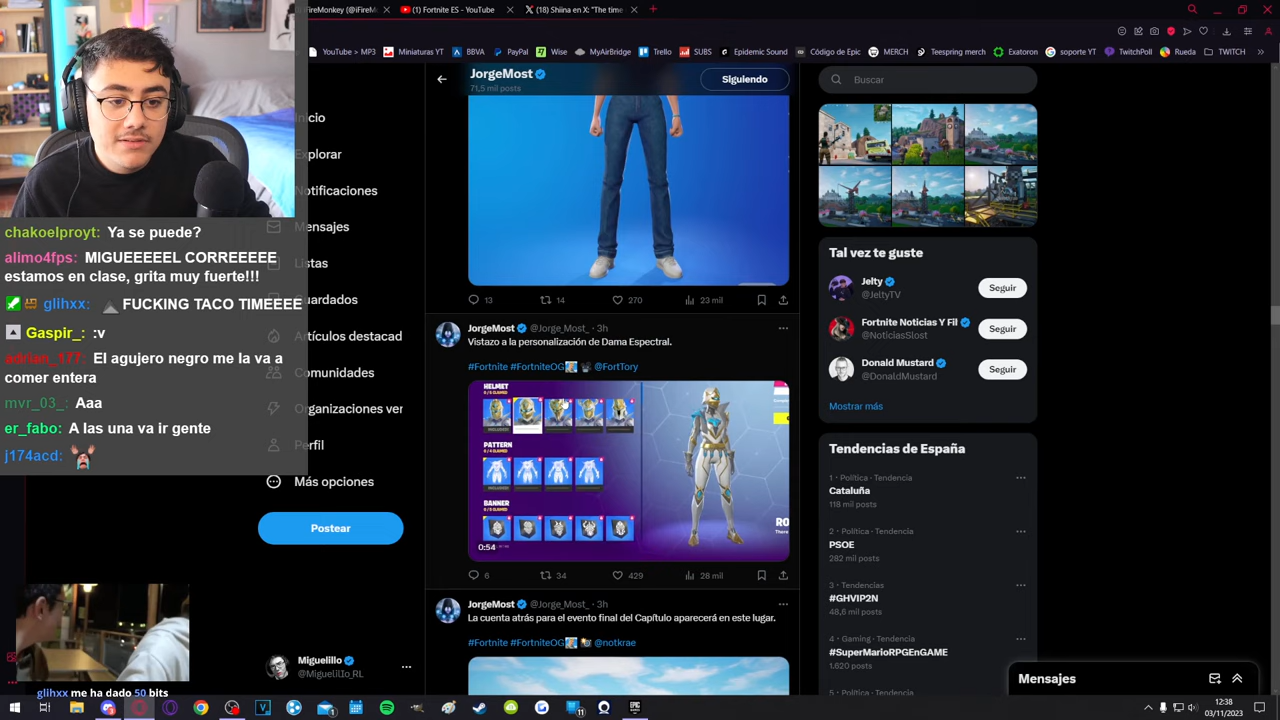 iFireMonkey (@iFireMo
(1) Fortnite ES - YouTube
(18) Shiina en X: "The time
YouTube > MP3
Miniaturas YT
BBVA
PayPal
Wise
MyAirBridge
Trello
SUBS
Epidemic Sound
Código de Epic
MERCH
Teespring merch
Exatoron
soporte YT
TwitchPoll
Rueda
TWITCH
chakoelproyt: Ya se puede?
alimo4fps: MIGUEEEEEL CORREEEEE
estamos en clase, grita muy fuerte!!!
glihxx: FUCKING TACO TIMEEEE
Gaspir_: :v
adrian_177: El agujero negro me la va a
comer entera
mvr_03_: Aaa
er_fabo: A las una va ir gente
j174acd:
glihxx me ha dado 50 bits
Inicio
Explorar
Notificaciones
Mensajes
Listas
Guardados
Artículos destacad
Comunidades
Organizaciones ver
Perfil
Más opciones
Postear
Miguelillo
@Miguelillo_RL
JorgeMost
71,5 mil posts
Siguiendo
13
14
270
23 mil
JorgeMost @Jorge_Most_ · 3h
Vistazo a la personalización de Dama Espectral.
#Fortnite #FortniteOG @FortTory
HELMET
PATTERN
BANNER
RO
0:54
6
34
429
28 mil
JorgeMost @Jorge_Most_ · 3h
La cuenta atrás para el evento final del Capítulo aparecerá en este lugar.
#Fortnite #FortniteOG @notkrae
Buscar
Tal vez te guste
Jelty
@JeltyTV
Seguir
Fortnite Noticias Y Fil
@NoticiasSlost
Seguir
Donald Mustard
@DonaldMustard
Seguir
Mostrar más
Tendencias de España
1 · Política · Tendencia
Cataluña
118 mil posts
2 · Política · Tendencia
PSOE
282 mil posts
3 · Tendencias
#GHVIP2N
48,6 mil posts
4 · Gaming · Tendencia
#SuperMarioRPGEnGAME
1.620 posts
Mensajes
12:38
03/11/2023